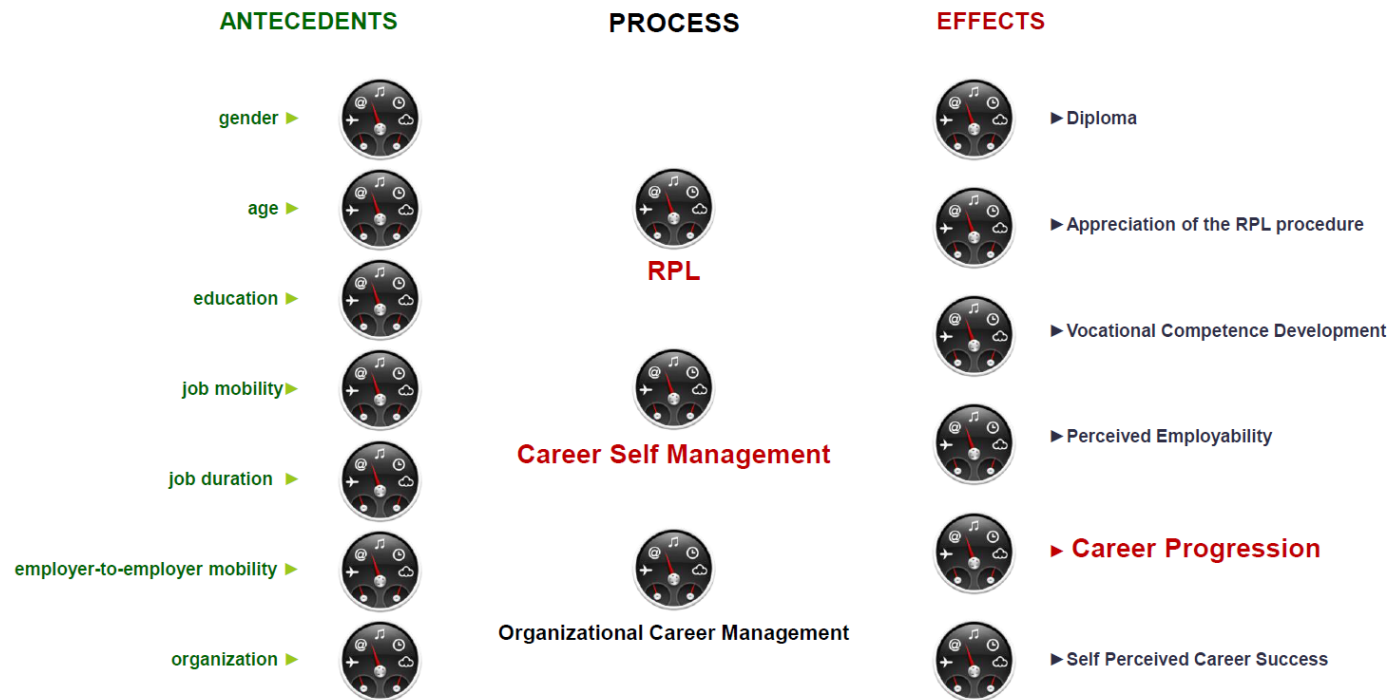 ANTECEDENTS
gender ►
age ►
education ►
job mobility ►
job duration ►
employer-to-employer mobility ►
organization ►
PROCESS
RPL
Career Self Management
Organizational Career Management
EFFECTS
►Diploma
►Appreciation of the RPL procedure
►Vocational Competence Development
►Perceived Employability
► Career Progression
►Self Perceived Career Success